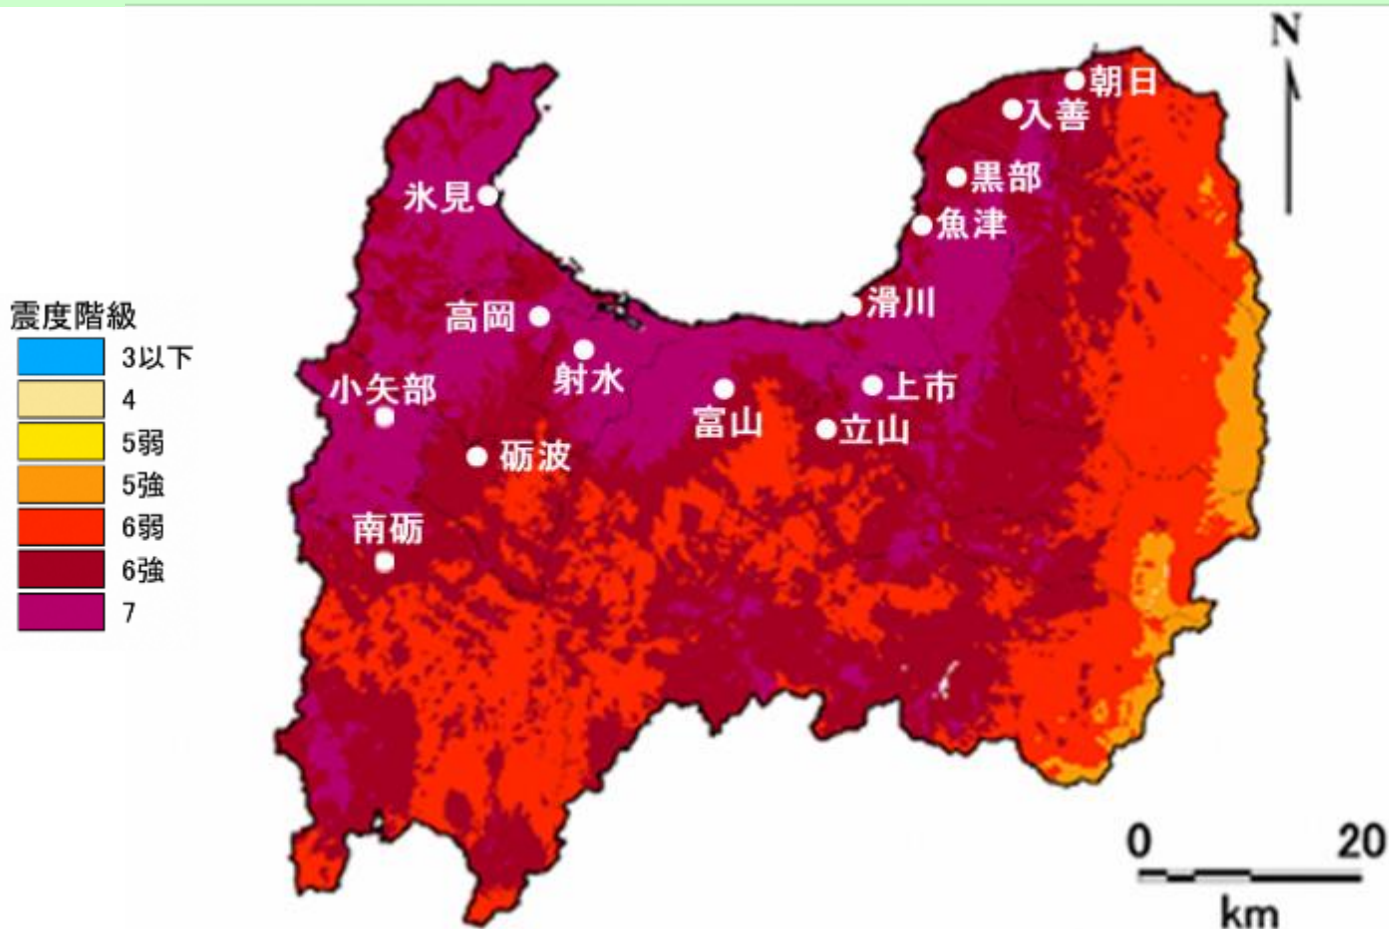 N
朝日
入善
黒部
氷見
魚津
滑川
震度階級
高岡
3以下
射水
小矢部
上市
4
富山
立山
5弱
砺波
5強
南砺
6弱
6強
7
0 20
km